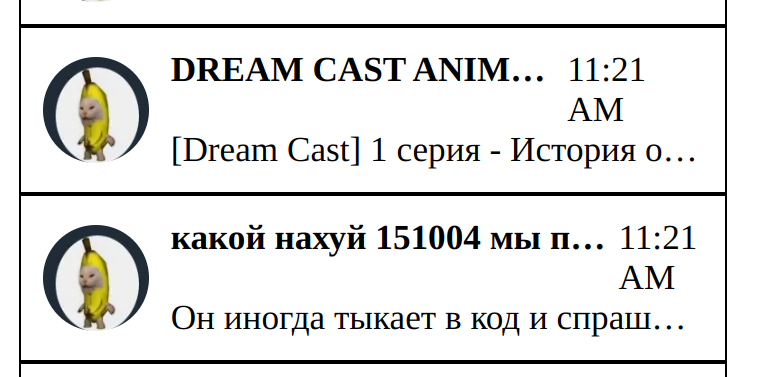 DREAM CAST ANIM… 11:21
AM
[Dream Cast] 1 серия - История о…
какой нахуй 151004 мы п… 11:21
AM
Он иногда тыкает в код и спраш…